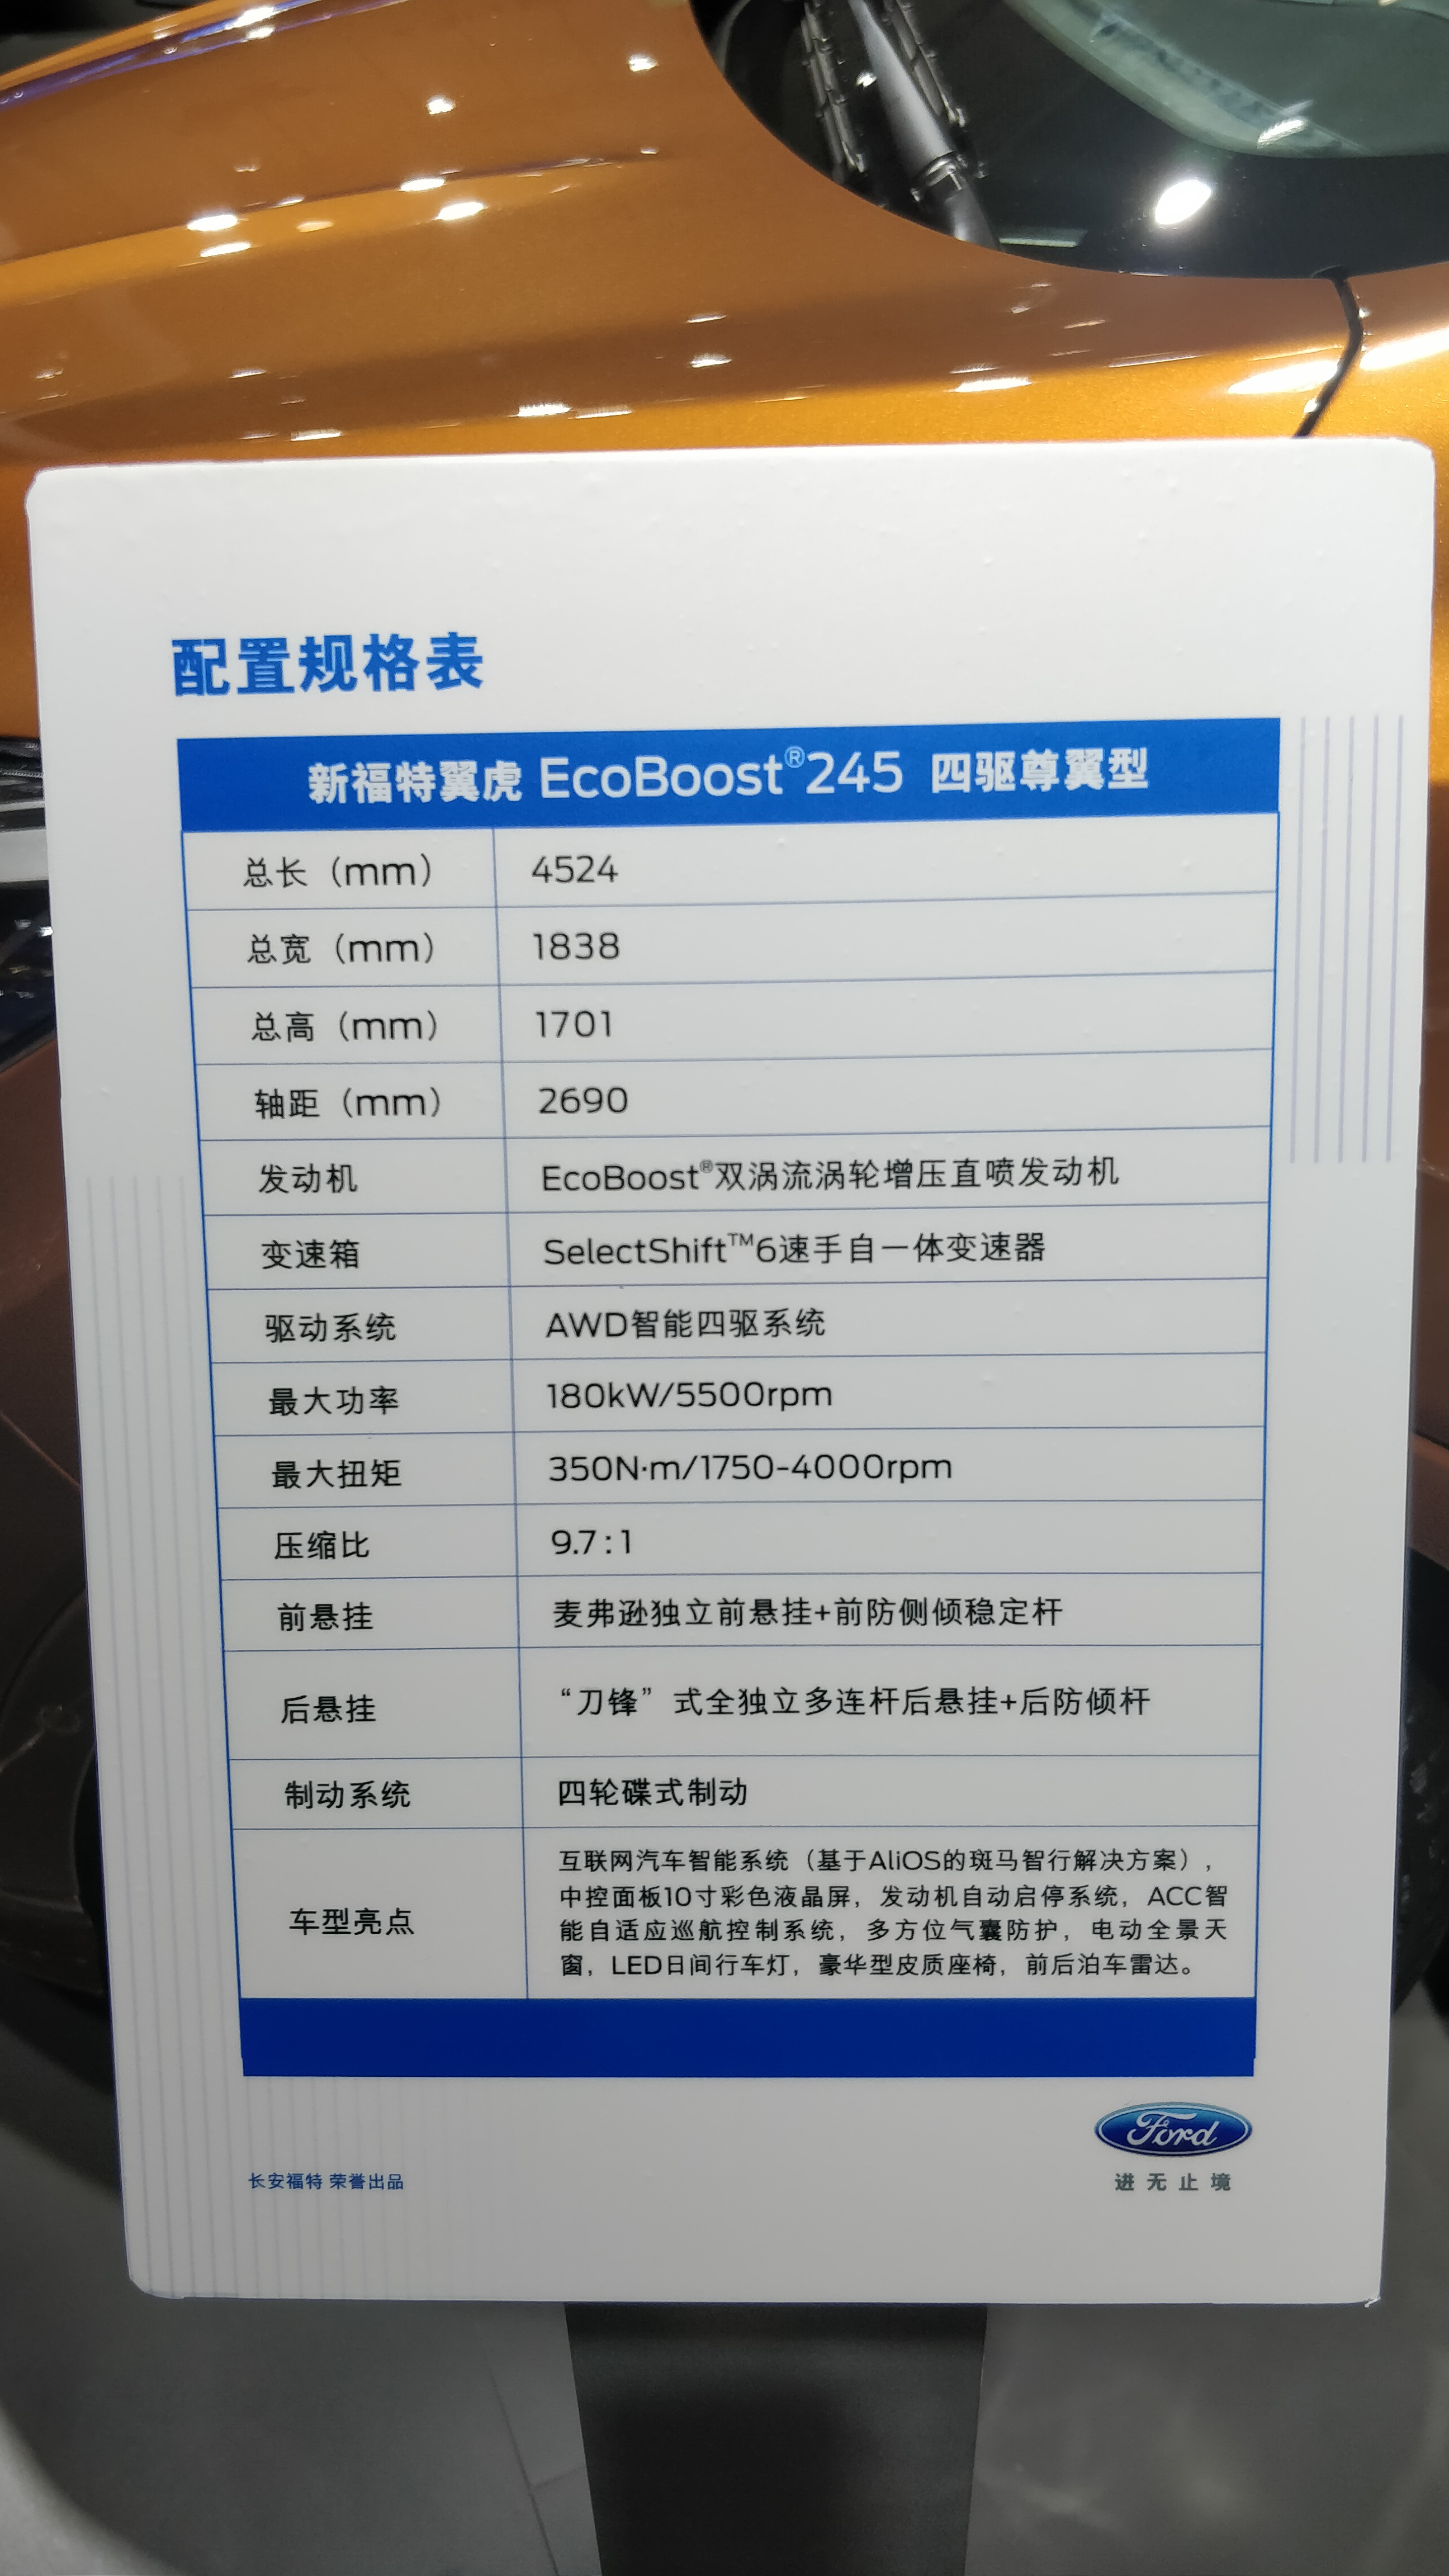 配置规格表
新福特翼虎 EcoBoost®245 四驱尊翼型
总长（mm） 4524
总宽（mm） 1838
总高（mm） 1701
轴距（mm） 2690
发动机 EcoBoost®双涡流涡轮增压直喷发动机
变速箱 SelectShift™6速手自一体变速器
驱动系统 AWD智能四驱系统
最大功率 180kW/5500rpm
最大扭矩 350N·m/1750-4000rpm
压缩比 9.7:1
前悬挂 麦弗逊独立前悬挂+前防侧倾稳定杆
后悬挂 “刀锋”式全独立多连杆后悬挂+后防倾杆
制动系统 四轮碟式制动
车型亮点
互联网汽车智能系统（基于AliOS的斑马智行解决方案），
中控面板10寸彩色液晶屏，发动机自动启停系统，ACC智
能自适应巡航控制系统，多方位气囊防护，电动全景天
窗，LED日间行车灯，豪华型皮质座椅，前后泊车雷达。
Ford
长安福特 荣誉出品
进无止境